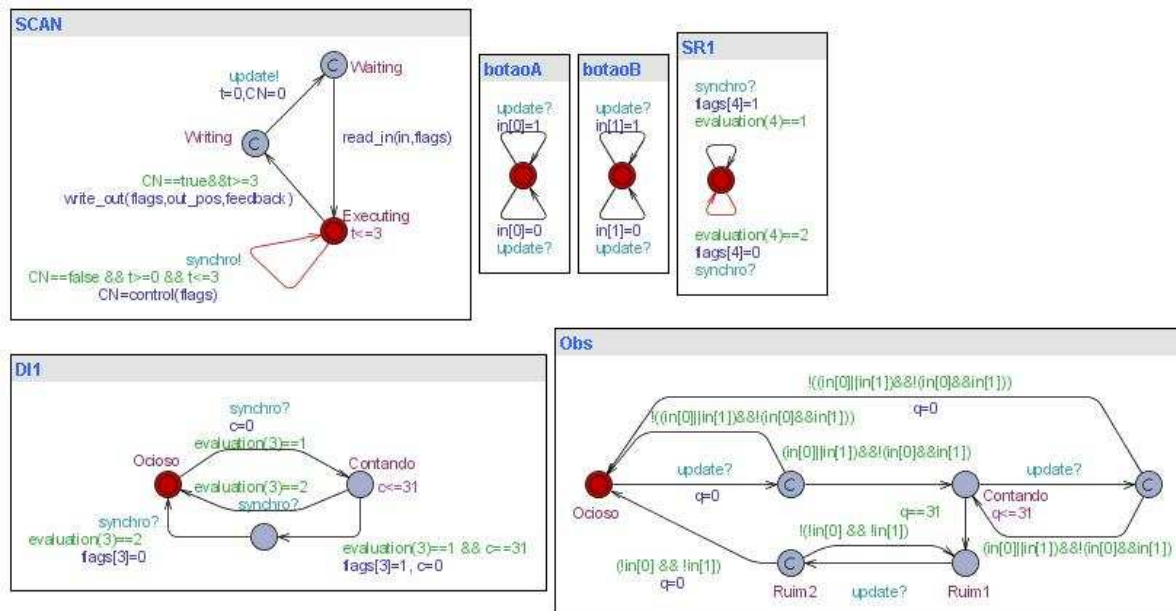 SCAN
Waiting
update!
t=0,CN=0
Writing
read_in(in,flags)
CN==true&&t>=3
write_out(flags,out_pos,feedback)
Executing
t<=3
synchro!
CN==false && t>=0 && t<=3
CN=control(flags)
botaoA
update?
in[0]=1
in[0]=0
update?
botaoB
update?
in[1]=1
in[1]=0
update?
SR1
synchro?
flags[4]=1
evaluation(4)==1
evaluation(4)==2
flags[4]=0
synchro?
DI1
synchro?
c=0
evaluation(3)==1
Ocioso
Contando
evaluation(3)==2
c<=31
synchro?
synchro?
evaluation(3)==2
flags[3]=0
evaluation(3)==1 && c==31
flags[3]=1, c=0
Obs
!((in[0]||in[1])&&!(in[0]&&in[1]))
q=0
!((in[0]||in[1])&&!(in[0]&&in[1]))
(in[0]||in[1])&&!(in[0]&&in[1])
update?
update?
q=0
Ocioso
Contando
q<=31
q==31
!(!in[0] && !in[1])
(in[0]||in[1])&&!(in[0]&&in[1])
(!in[0] && !in[1])
q=0
Ruim2
update?
Ruim1